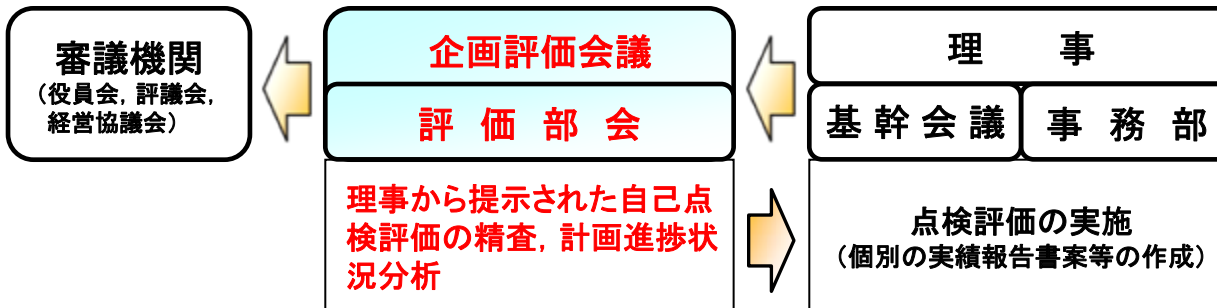 審議機関
（役員会，評議会，
経営協議会）
企画評価会議
評価部会
理事から提示された自己点
検評価の精査，計画進捗状
況分析
理　事
基幹会議
事務部
点検評価の実施
（個別の実績報告書案等の作成）